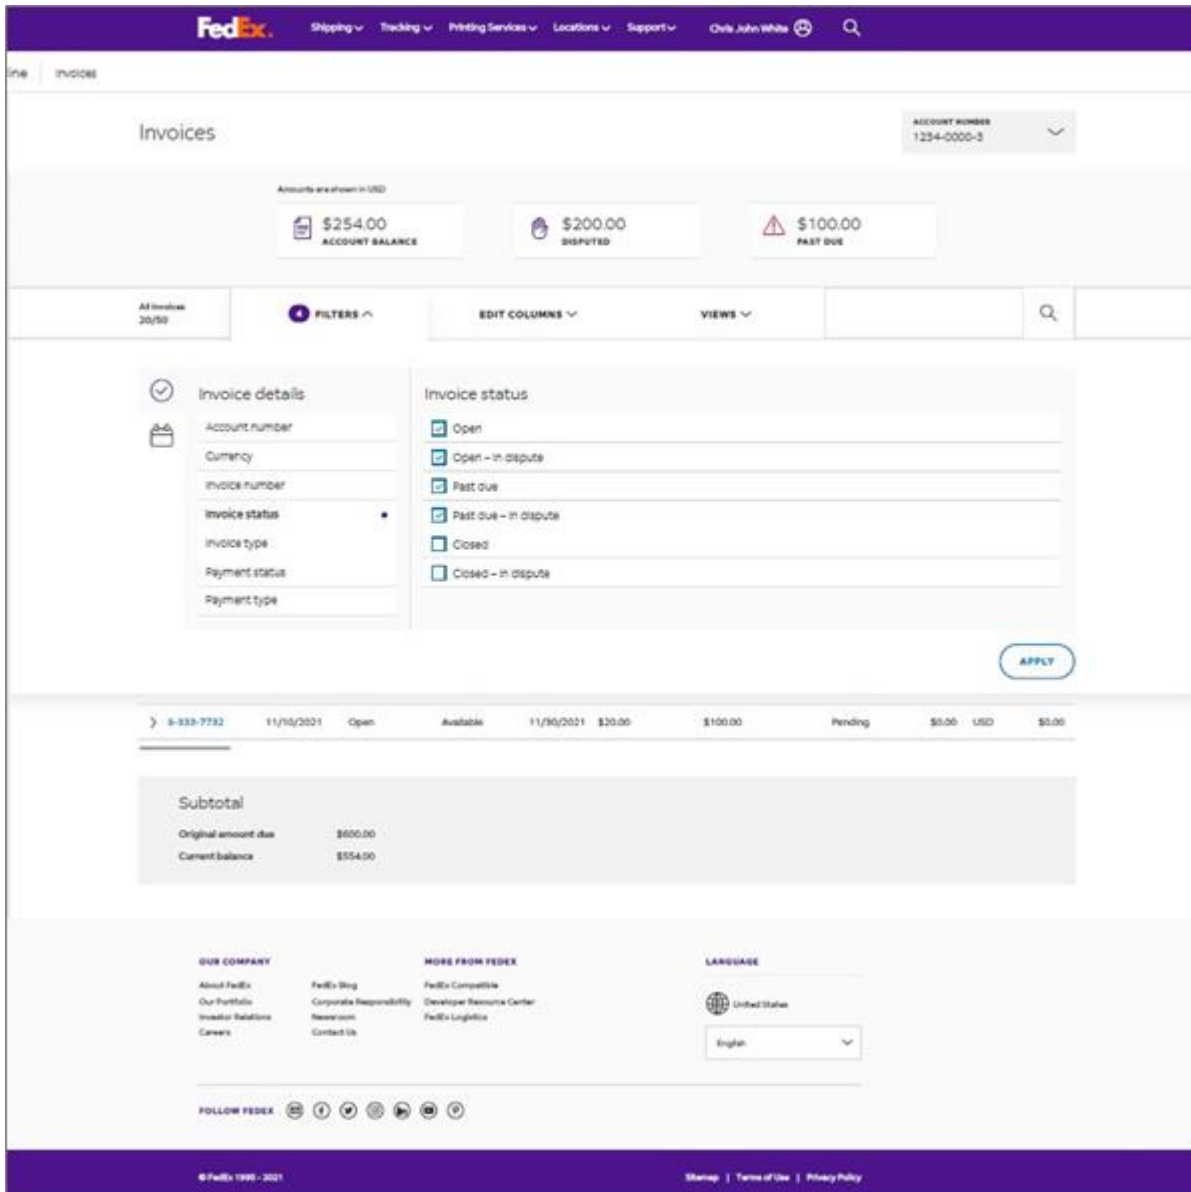 FedEx.
Shipping Tracking Printing Services Locations Support Chris John White
ine Invoices
Invoices
ACCOUNT NUMBER
1234-0000-3
Amounts are shown in USD
$254.00
ACCOUNT BALANCE
$200.00
DISPUTED
$100.00
PAST DUE
All invoices
20/50
4 FILTERS
EDIT COLUMNS
VIEWS
Invoice details
Account number
Currency
Invoice number
Invoice status
Invoice type
Payment status
Payment type
Invoice status
Open
Open – in dispute
Past due
Past due – in dispute
Closed
Closed – in dispute
APPLY
11/10/2021 Open Available 11/30/2021 $20.00 $100.00 Pending $0.00 USD $0.00
Subtotal
Original amount due $600.00
Current balance $554.00
OUR COMPANY
About FedEx
Our Portfolio
Investor Relations
Careers
FedEx Blog
Corporate Responsibility
Newsroom
Contact Us
MORE FROM FEDEX
FedEx Compatible
Developer Resource Center
FedEx Logistics
LANGUAGE
United States
English
FOLLOW FEDEX
© FedEx 1995 - 2021
Sitemap | Terms of Use | Privacy Policy